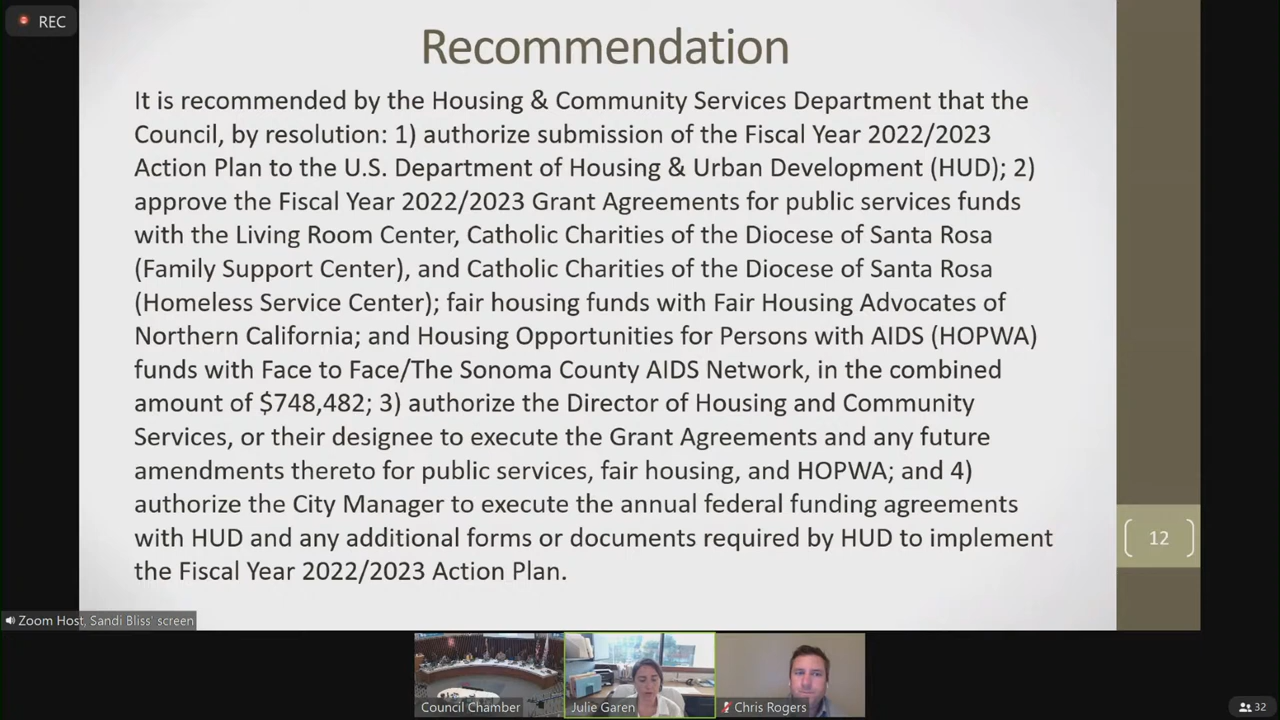 REC
Recommendation
It is recommended by the Housing & Community Services Department that the
Council, by resolution: 1) authorize submission of the Fiscal Year 2022/2023
Action Plan to the U.S. Department of Housing & Urban Development (HUD); 2)
approve the Fiscal Year 2022/2023 Grant Agreements for public services funds
with the Living Room Center, Catholic Charities of the Diocese of Santa Rosa
(Family Support Center), and Catholic Charities of the Diocese of Santa Rosa
(Homeless Service Center); fair housing funds with Fair Housing Advocates of
Northern California; and Housing Opportunities for Persons with AIDS (HOPWA)
funds with Face to Face/The Sonoma County AIDS Network, in the combined
amount of $748,482; 3) authorize the Director of Housing and Community
Services, or their designee to execute the Grant Agreements and any future
amendments thereto for public services, fair housing, and HOPWA; and 4)
authorize the City Manager to execute the annual federal funding agreements
with HUD and any additional forms or documents required by HUD to implement
the Fiscal Year 2022/2023 Action Plan.
12
Zoom Host, Sandi Bliss' screen
Council Chamber
Julie Garen
Chris Rogers
32